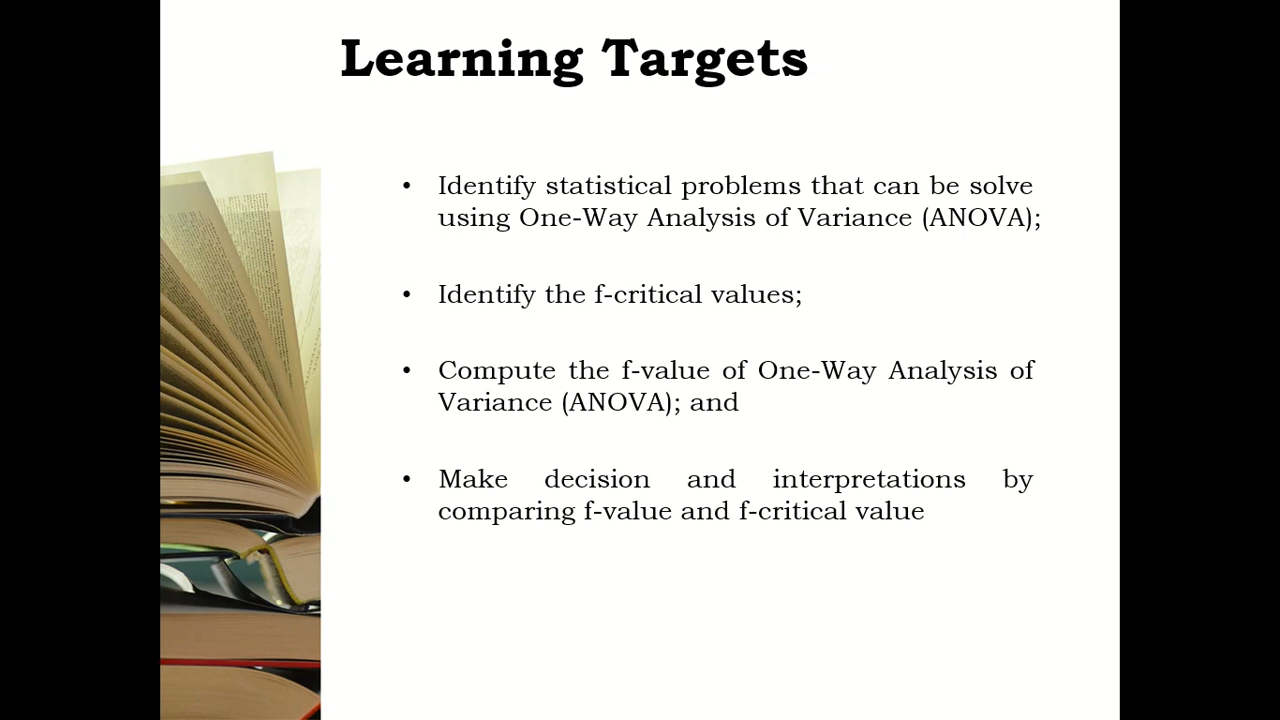 Learning Targets
• Identify statistical problems that can be solve
using One-Way Analysis of Variance (ANOVA);
• Identify the f-critical values;
• Compute the f-value of One-Way Analysis of
Variance (ANOVA); and
• Make decision and interpretations by
comparing f-value and f-critical value